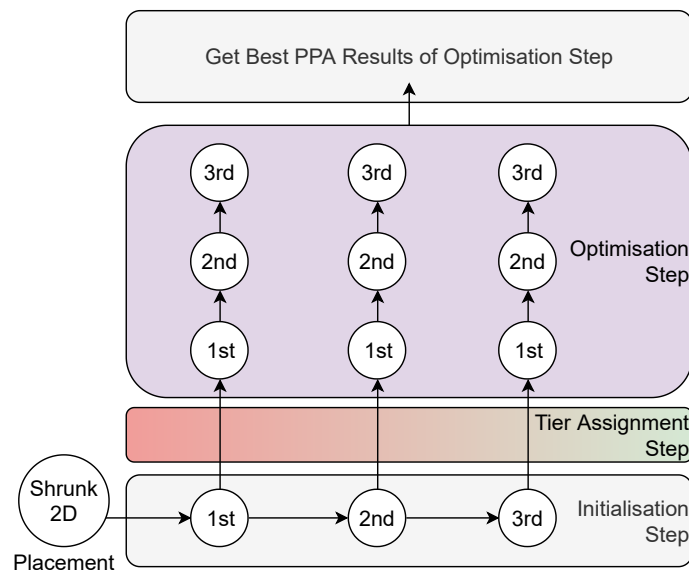 Get Best PPA Results of Optimisation Step
3rd
3rd
3rd
2nd
2nd
2nd
Optimisation
Step
1st
1st
1st
Tier Assignment
Step
Shrunk
2D
Placement
1st
2nd
3rd
Initialisation
Step